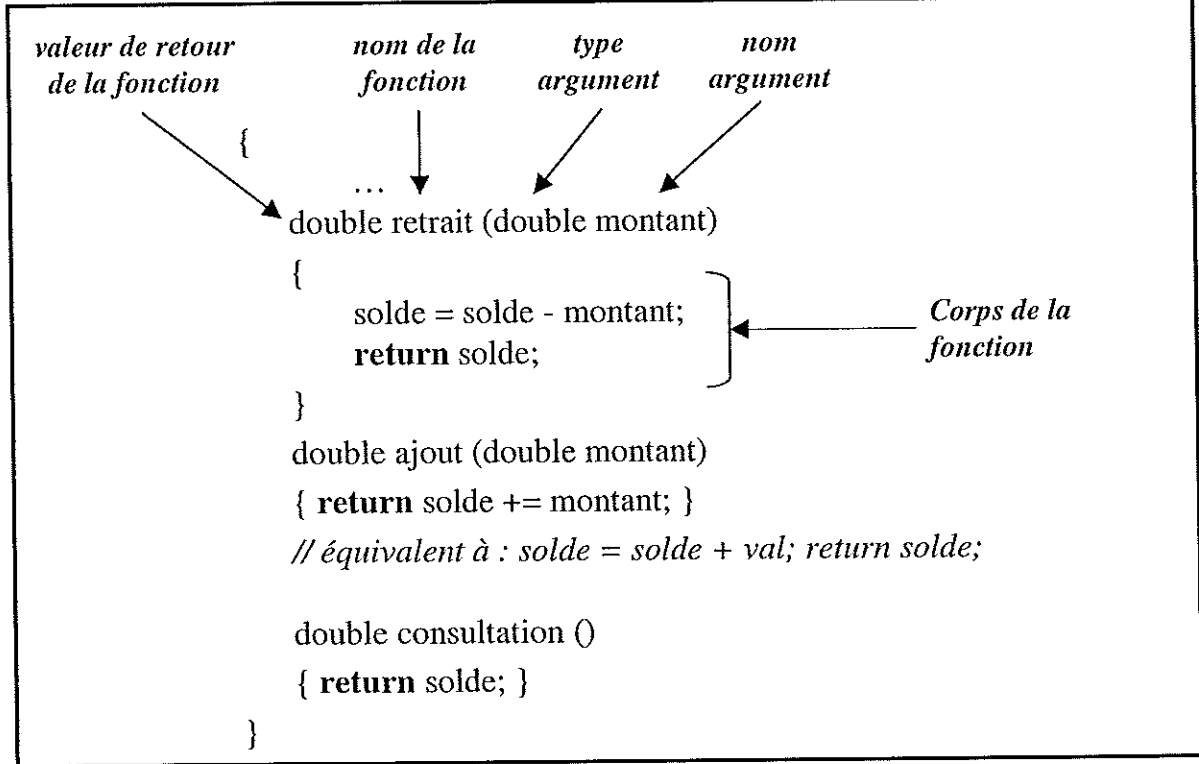 valeur de retour
de la fonction
nom de la
fonction
type
argument
nom
argument
{
...
double retrait (double montant)
{
solde = solde - montant;
return solde;
}
Corps de la
fonction
double ajout (double montant)
{ return solde += montant; }
// équivalent à : solde = solde + val; return solde;
double consultation ()
{ return solde; }
}